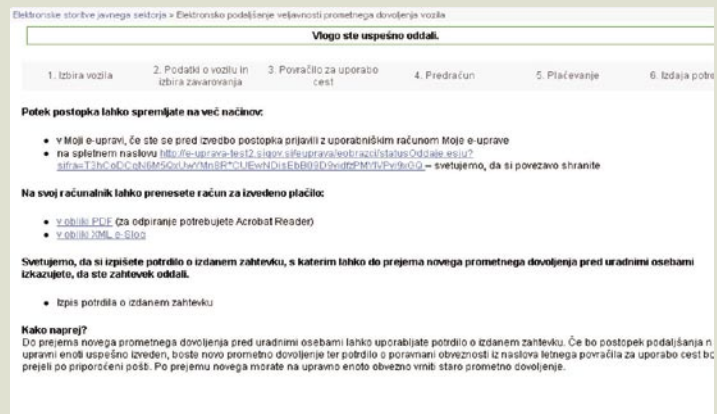 Elektronske storitve javnega sektorja > Elektronsko podaljšanje veljavnosti prometnega dovoljenja vozila
Vlogo ste uspešno oddali.
1. Izbira vozila
2. Podatki o vozilu in izbira zavarovanja
3. Povračilo za uporabo cest
4. Predračun
5. Plačevanje
6. Izdaja potr
Potek postopka lahko spremljate na več načinov:
• v Moji e-upravi, če ste se pred izvedbo postopka prijavili z uporabniškim računom Moje e-uprave
• na spletnem naslovu http://e-uprava-test2.sigov.si/euprava/eobrazci/statusOddaje.esju?
– svetujemo, da si povezavo shranite
Na svoj računalnik lahko prenesete račun za izvedeno plačilo:
• v obliki PDF (za odpiranje potrebujete Acrobat Reader)
• v obliki XML e-Slog
Svetujemo, da si izpišete potrdilo o izdanem zahtevku, s katerim lahko do prejema novega prometnega dovoljenja pred uradnimi osebami
izkazujete, da ste zahtevek oddali.
• Izpis potrdila o izdanem zahtevku
Kako naprej?
Do prejema novega prometnega dovoljenja pred uradnimi osebami lahko uporabljate potrdilo o izdanem zahtevku. Če bo postopek podaljšanja n
upravni enoti uspešno izveden, boste novo prometno dovoljenje ter potrdilo o poravnani obveznosti iz naslova letnega povračila za uporabo cest bo
prejeli po priporočeni pošti. Po prejemu novega morate na upravno enoto obvezno vrniti staro prometno dovoljenje.